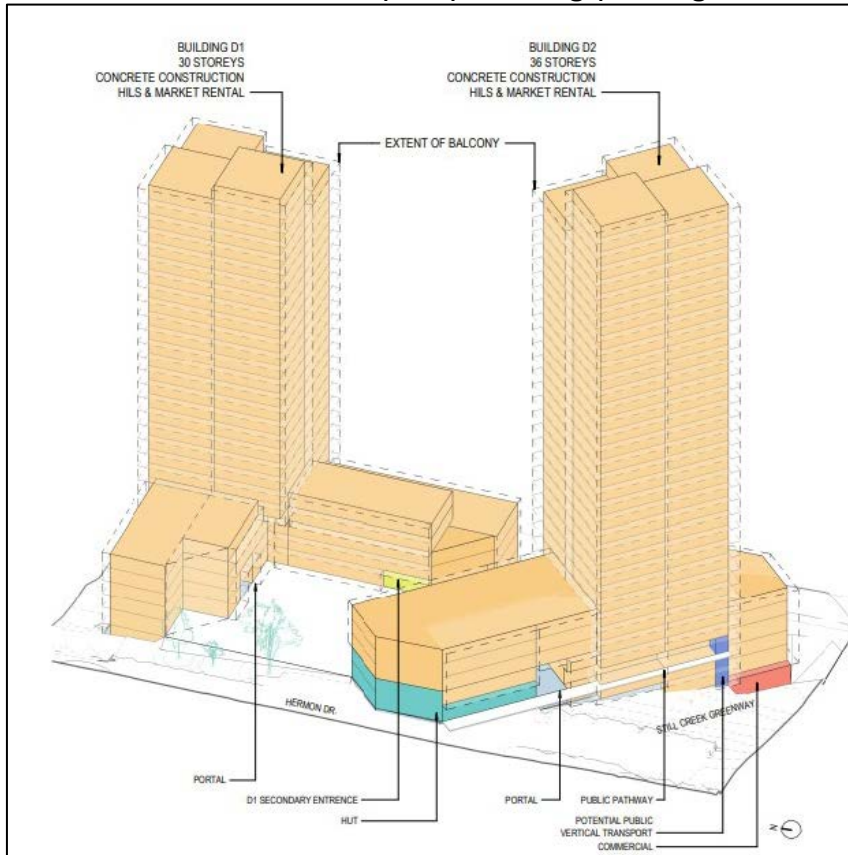 BUILDING D1
30 STOREYS
CONCRETE CONSTRUCTION
HILS & MARKET RENTAL
BUILDING D2
36 STOREYS
CONCRETE CONSTRUCTION
HILS & MARKET RENTAL
EXTENT OF BALCONY
HERMON DR.
STILL CREEK GREENWAY
PORTAL
D1 SECONDARY ENTRENCE
HUT
PORTAL
PUBLIC PATHWAY
POTENTIAL PUBLIC
VERTICAL TRANSPORT
COMMERCIAL
N